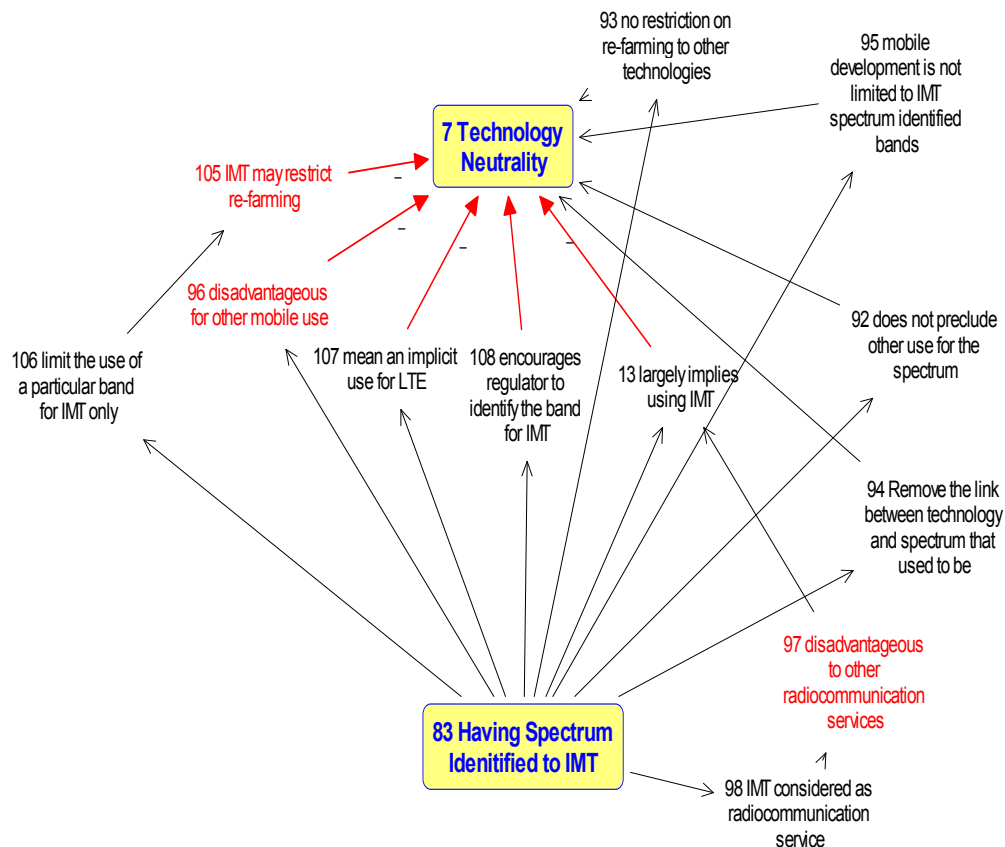 93 no restriction on
re-farming to other
technologies
95 mobile
development is not
limited to IMT
spectrum identified
bands
7 Technology
Neutrality
105 IMT may restrict
re-farming
-
-
-
-
96 disadvantageous
for other mobile use
106 limit the use of
a particular band
for IMT only
107 mean an implicit
use for LTE
108 encourages
regulator to
identify the band
for IMT
13 largely implies
using IMT
92 does not preclude
other use for the
spectrum
94 Remove the link
between technology
and spectrum that
used to be
97 disadvantageous
to other
radiocommunication
services
83 Having Spectrum
Idenitified to IMT
98 IMT considered as
radiocommunication
service